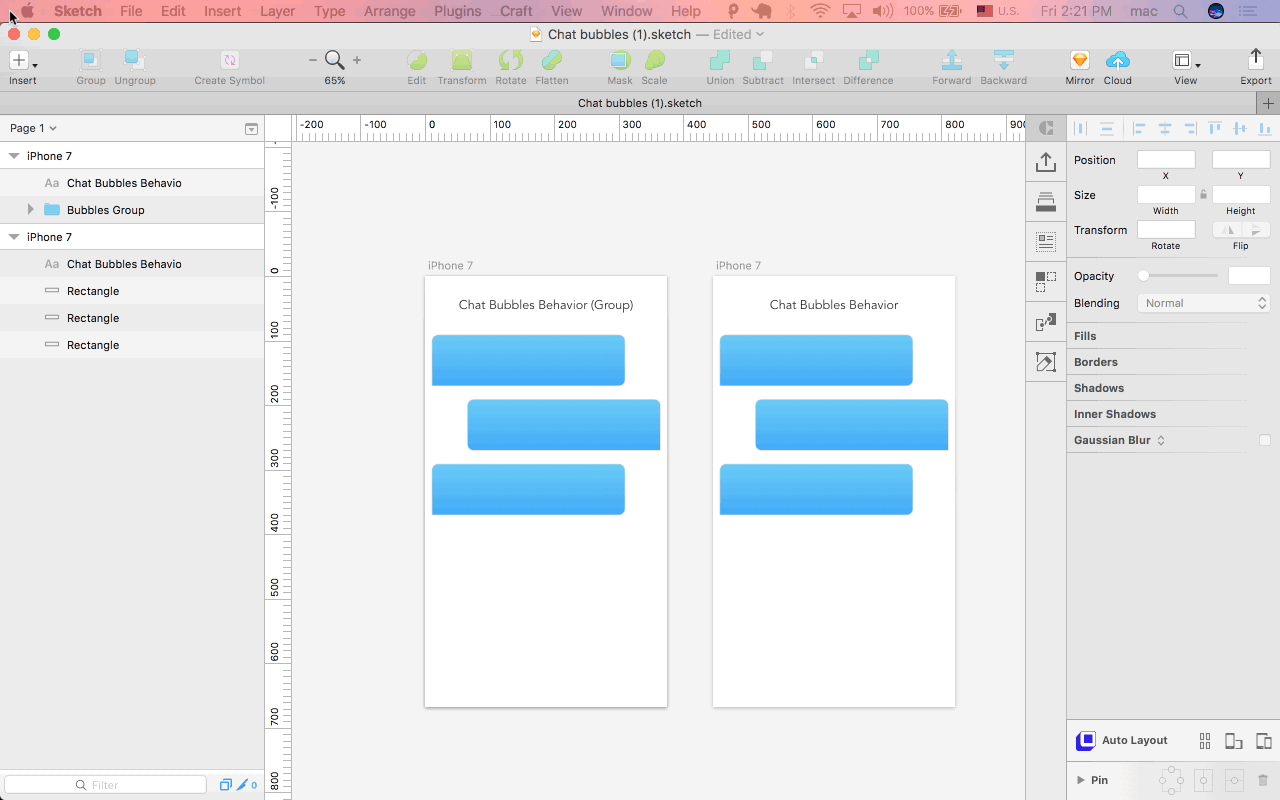 Sketch File Edit Insert Layer Type Arrange Plugins Craft View Window Help 100% U.S. Fri 2:21 PM mac
Chat bubbles (1).sketch — Edited
Insert Group Ungroup Create Symbol 65% Edit Transform Rotate Flatten Mask Scale Union Subtract Intersect Difference Forward Backward Mirror Cloud View Export
Chat bubbles (1).sketch
Page 1
-200 -100 0 100 200 300 400 500 600 700 800 900
iPhone 7
Aa Chat Bubbles Behavio
Bubbles Group
iPhone 7
Aa Chat Bubbles Behavio
Rectangle
Rectangle
Rectangle
Filter
0
-100
0
100
200
300
400
500
600
700
800
iPhone 7
Chat Bubbles Behavior (Group)
iPhone 7
Chat Bubbles Behavior
Position
X Y
Size
Width Height
Transform
Rotate Flip
Opacity
Blending Normal
Fills
Borders
Shadows
Inner Shadows
Gaussian Blur
Auto Layout
Pin